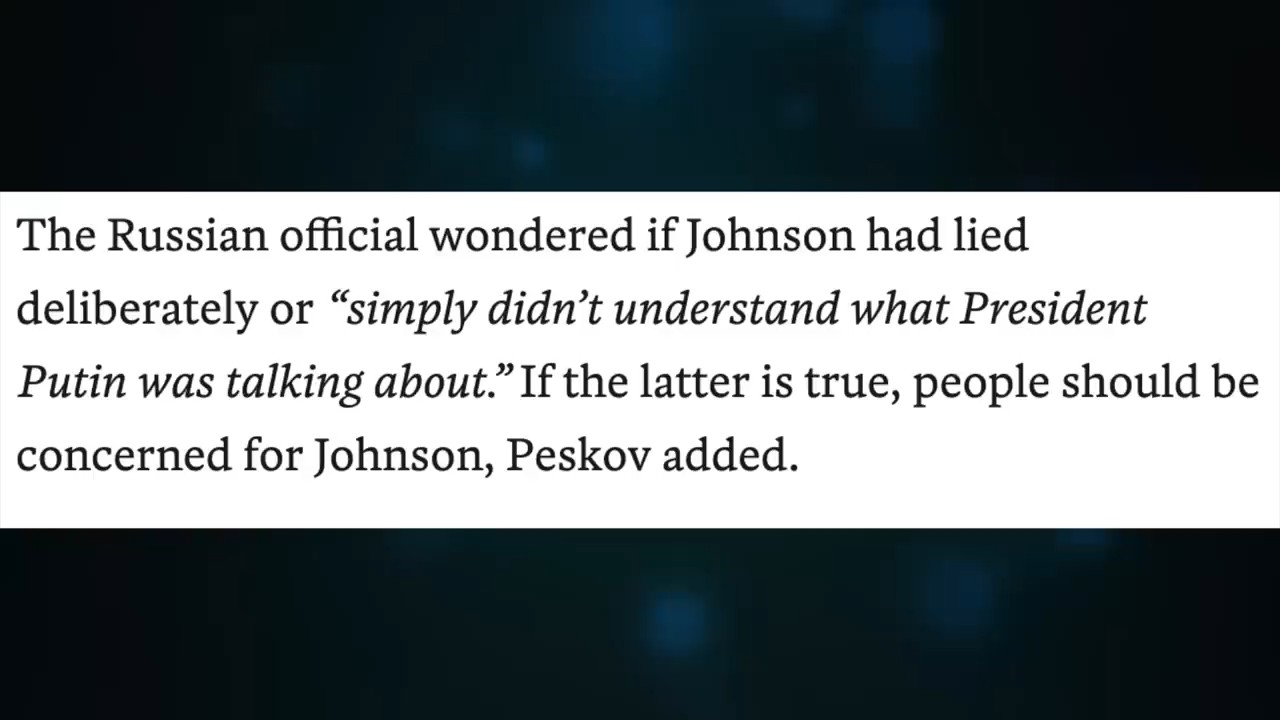 The Russian official wondered if Johnson had lied
deliberately or “simply didn’t understand what President
Putin was talking about.” If the latter is true, people should be
concerned for Johnson, Peskov added.